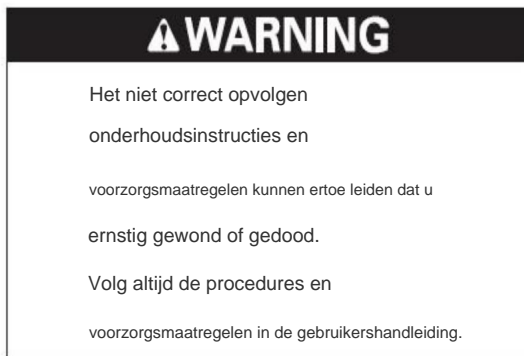 WARNING
Het niet correct opvolgen
onderhoudsinstructies en
voorzorgsmaatregelen kunnen ertoe leiden dat u
ernstig gewond of gedood.
Volg altijd de procedures en
voorzorgsmaatregelen in de gebruikershandleiding.